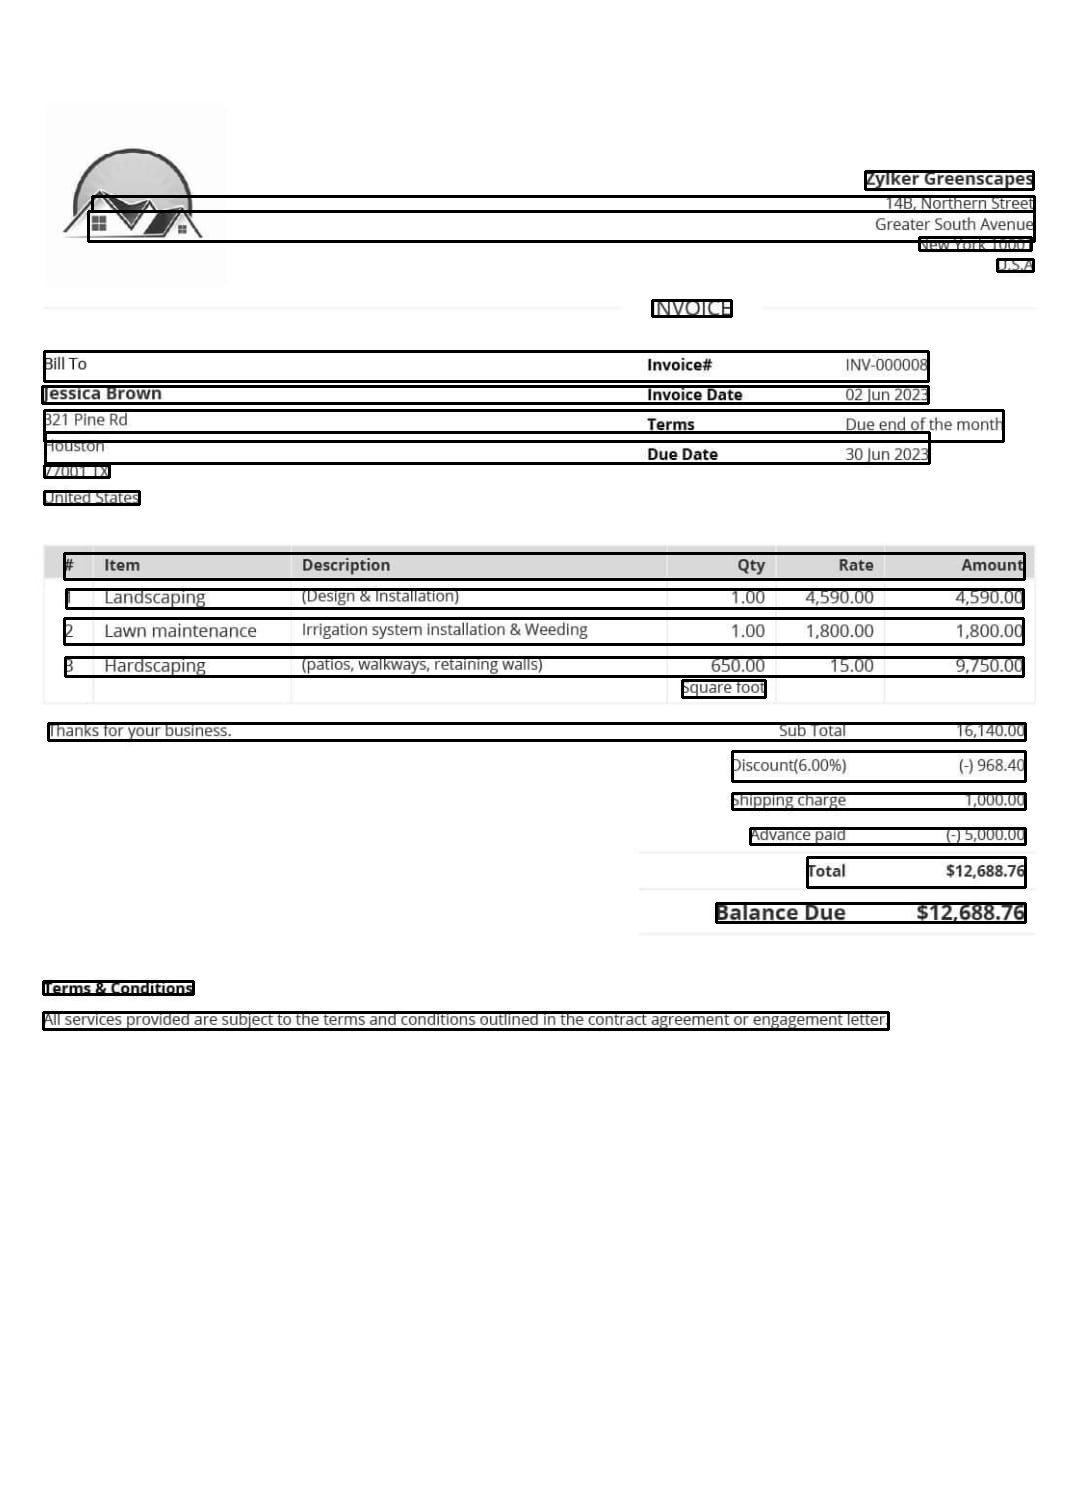 Zylker Greenscapes
14B, Northern Street
Greater South Avenue
New York 10001
U.S.A
INVOICE
Bill To Invoice# INV-000008
Jessica Brown Invoice Date 02 Jun 2023
321 Pine Rd Terms Due end of the month
Houston Due Date 30 Jun 2023
77001 TX
United States
# Item Description Qty Rate Amount
1 Landscaping (Design & Installation) 1.00 4,590.00 4,590.00
2 Lawn maintenance Irrigation system installation & Weeding 1.00 1,800.00 1,800.00
3 Hardscaping (patios, walkways, retaining walls) 650.00 15.00 9,750.00
Square foot
Thanks for your business. Sub Total 16,140.00
Discount(6.00%) (-) 968.40
Shipping charge 1,000.00
Advance paid (-) 5,000.00
Total $12,688.76
Balance Due $12,688.76
Terms & Conditions
All services provided are subject to the terms and conditions outlined in the contract agreement or engagement letter.